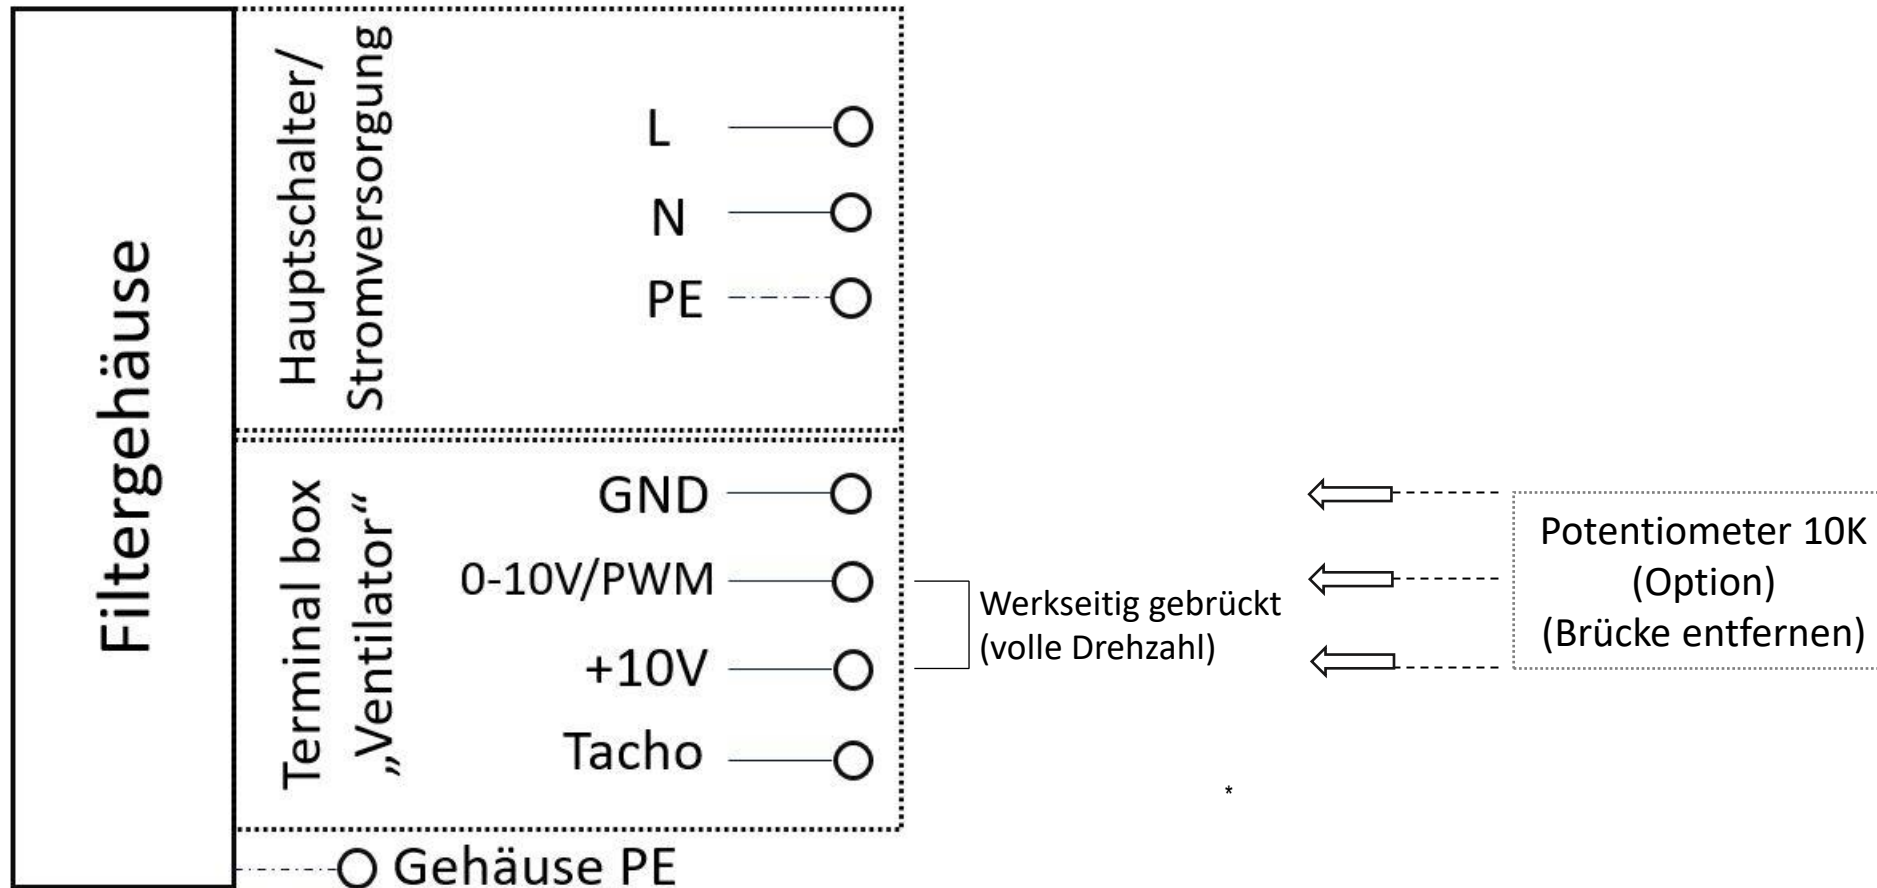 Filtergehäuse
Hauptschalter/
Stromversorgung
L
N
PE
Terminal box
„Ventilator“
GND
0-10V/PWM
+10V
Tacho
Werkseitig gebrückt
(volle Drehzahl)
Potentiometer 10K
(Option)
(Brücke entfernen)
*
Gehäuse PE